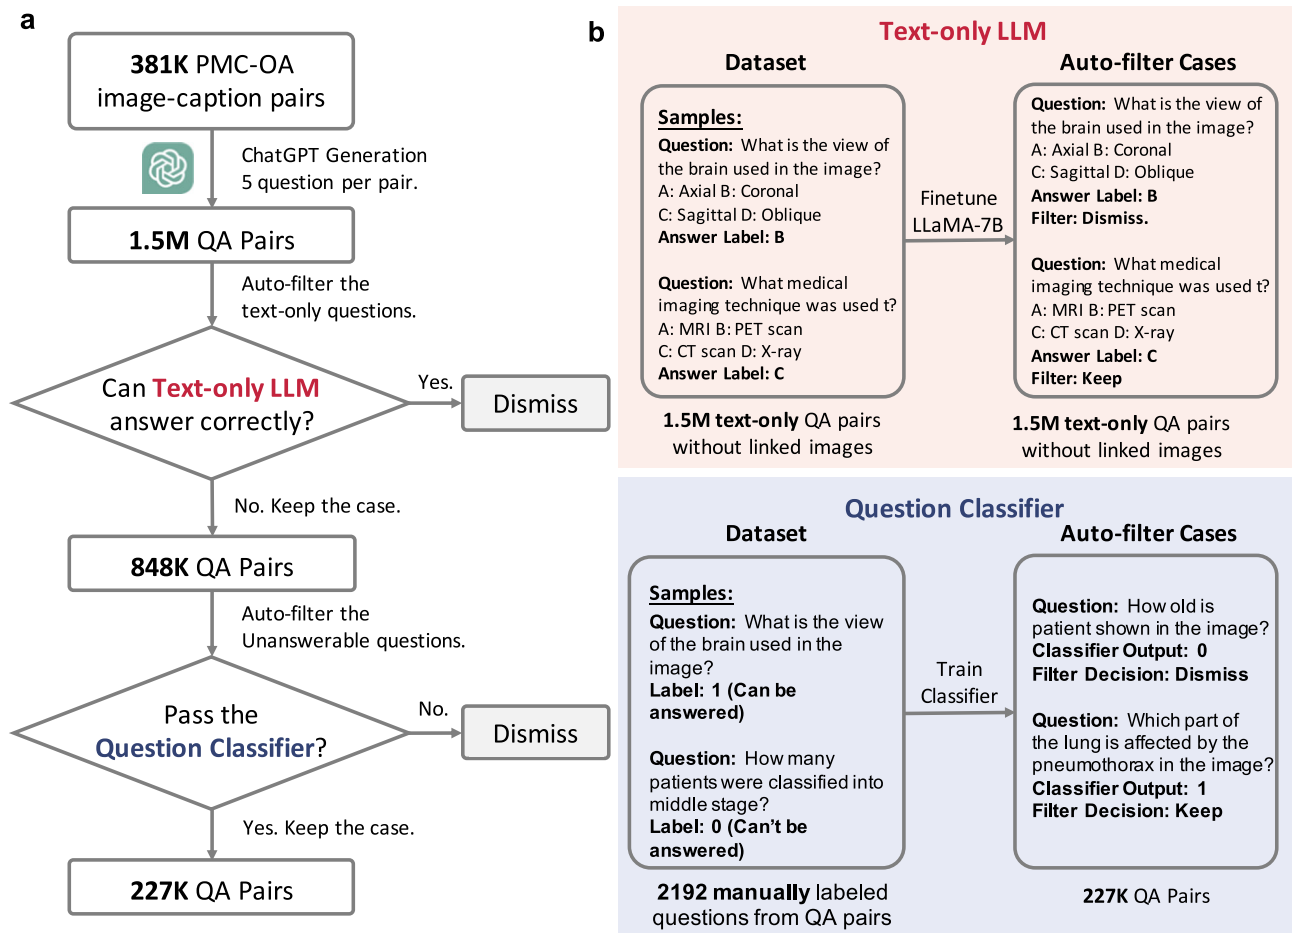 a
381K PMC-OA
image-caption pairs
ChatGPT Generation
5 question per pair.
1.5M QA Pairs
Auto-filter the
text-only questions.
Can Text-only LLM
answer correctly?
Yes.
Dismiss
No. Keep the case.
848K QA Pairs
Auto-filter the
Unanswerable questions.
Pass the
Question Classifier?
No.
Dismiss
Yes. Keep the case.
227K QA Pairs
b
Text-only LLM
Dataset
Samples:
Question: What is the view of
the brain used in the image?
A: Axial B: Coronal
C: Sagittal D: Oblique
Answer Label: B
Question: What medical
imaging technique was used t?
A: MRI B: PET scan
C: CT scan D: X-ray
Answer Label: C
1.5M text-only QA pairs
without linked images
Finetune
LLaMA-7B
Auto-filter Cases
Question: What is the view of
the brain used in the image?
A: Axial B: Coronal
C: Sagittal D: Oblique
Answer Label: B
Filter: Dismiss.
Question: What medical
imaging technique was used t?
A: MRI B: PET scan
C: CT scan D: X-ray
Answer Label: C
Filter: Keep
1.5M text-only QA pairs
without linked images
Question Classifier
Dataset
Samples:
Question: What is the view
of the brain used in the
image?
Label: 1 (Can be
answered)
Question: How many
patients were classified into
middle stage?
Label: 0 (Can't be
answered)
2192 manually labeled
questions from QA pairs
Train
Classifier
Auto-filter Cases
Question: How old is
patient shown in the image?
Classifier Output: 0
Filter Decision: Dismiss
Question: Which part of
the lung is affected by the
pneumothorax in the image?
Classifier Output: 1
Filter Decision: Keep
227K QA Pairs